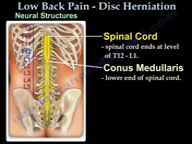 Low Back Pain - Disc Herniation
Neural Structures
Spinal Cord
- spinal cord ends at level
of T12 - L1.
Conus Medullaris
- lower end of spinal cord.